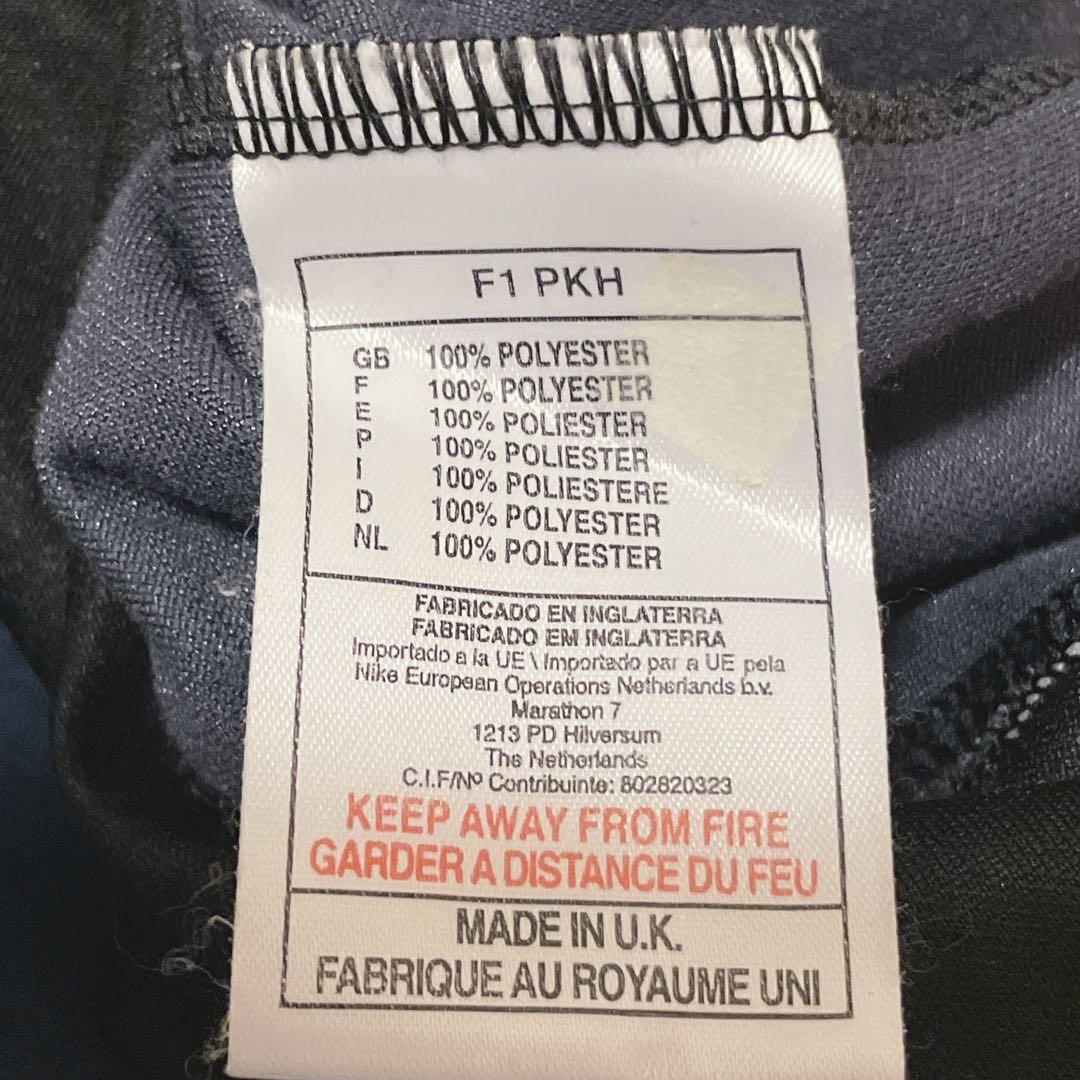 F1 PKH
GB 100% POLYESTER
F 100% POLYESTER
E 100% POLIESTER
P 100% POLIESTER
I 100% POLIESTERE
D 100% POLYESTER
NL 100% POLYESTER
FABRICADO EN INGLATERRA
FABRICADO EM INGLATERRA
Importado a la UE \ Importado par a UE pela
Nike European Operations Netherlands b.v.
Marathon 7
1213 PD Hilversum
The Netherlands
C.I.F/Nº Contribuinte: 802820323
KEEP AWAY FROM FIRE
GARDER A DISTANCE DU FEU
MADE IN U.K.
FABRIQUE AU ROYAUME UNI